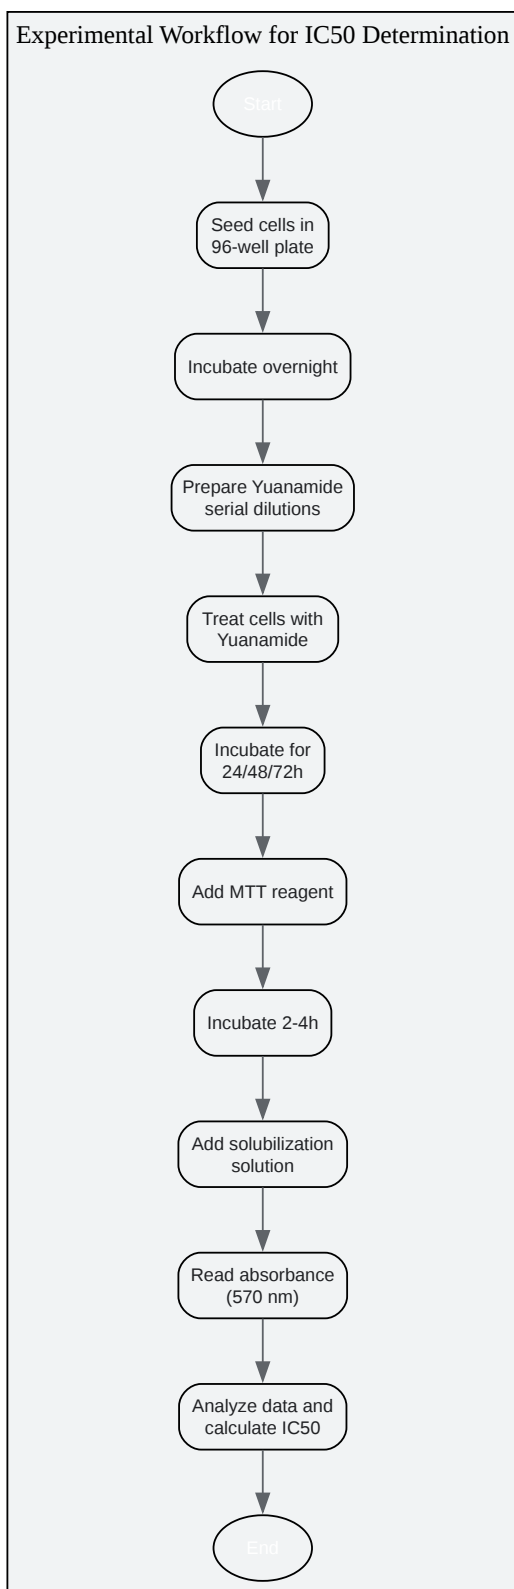 Experimental Workflow for IC50 Determination
Start
Seed cells in
96-well plate
Incubate overnight
Prepare Yuanamide
serial dilutions
Treat cells with
Yuanamide
Incubate for
24/48/72h
Add MTT reagent
Incubate 2-4h
Add solubilization
solution
Read absorbance
(570 nm)
Analyze data and
calculate IC50
End